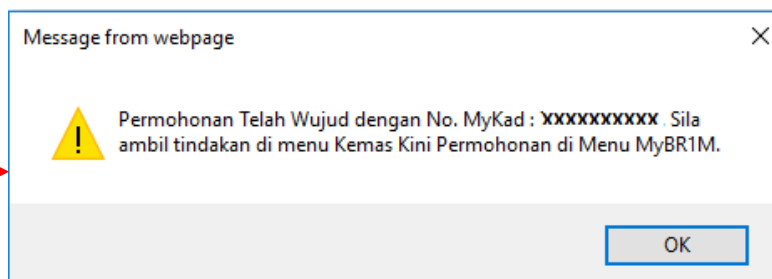 Message from webpage
Permohonan Telah Wujud dengan No. MyKad : XXXXXXXXXX . Sila
ambil tindakan di menu Kemas Kini Permohonan di Menu MyBR1M.
OK